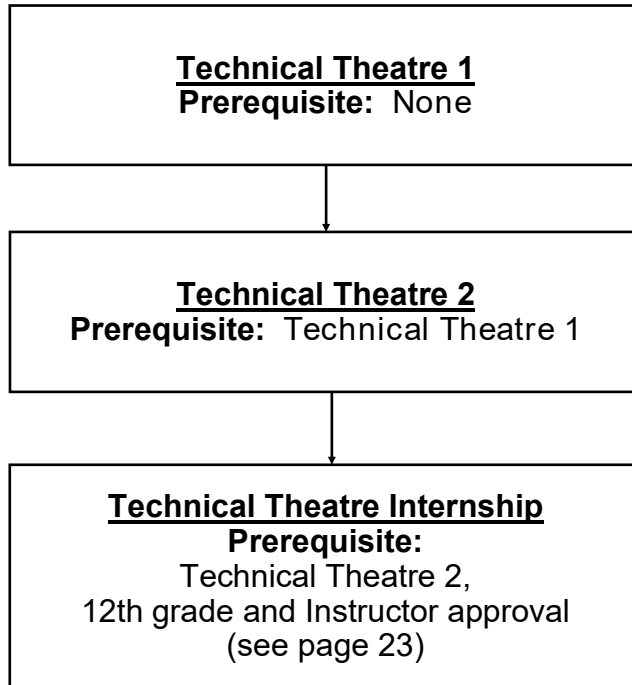 Technical Theatre 1
Prerequisite: None
Technical Theatre 2
Prerequisite: Technical Theatre 1
Technical Theatre Internship
Prerequisite:
Technical Theatre 2,
12th grade and Instructor approval
(see page 23)